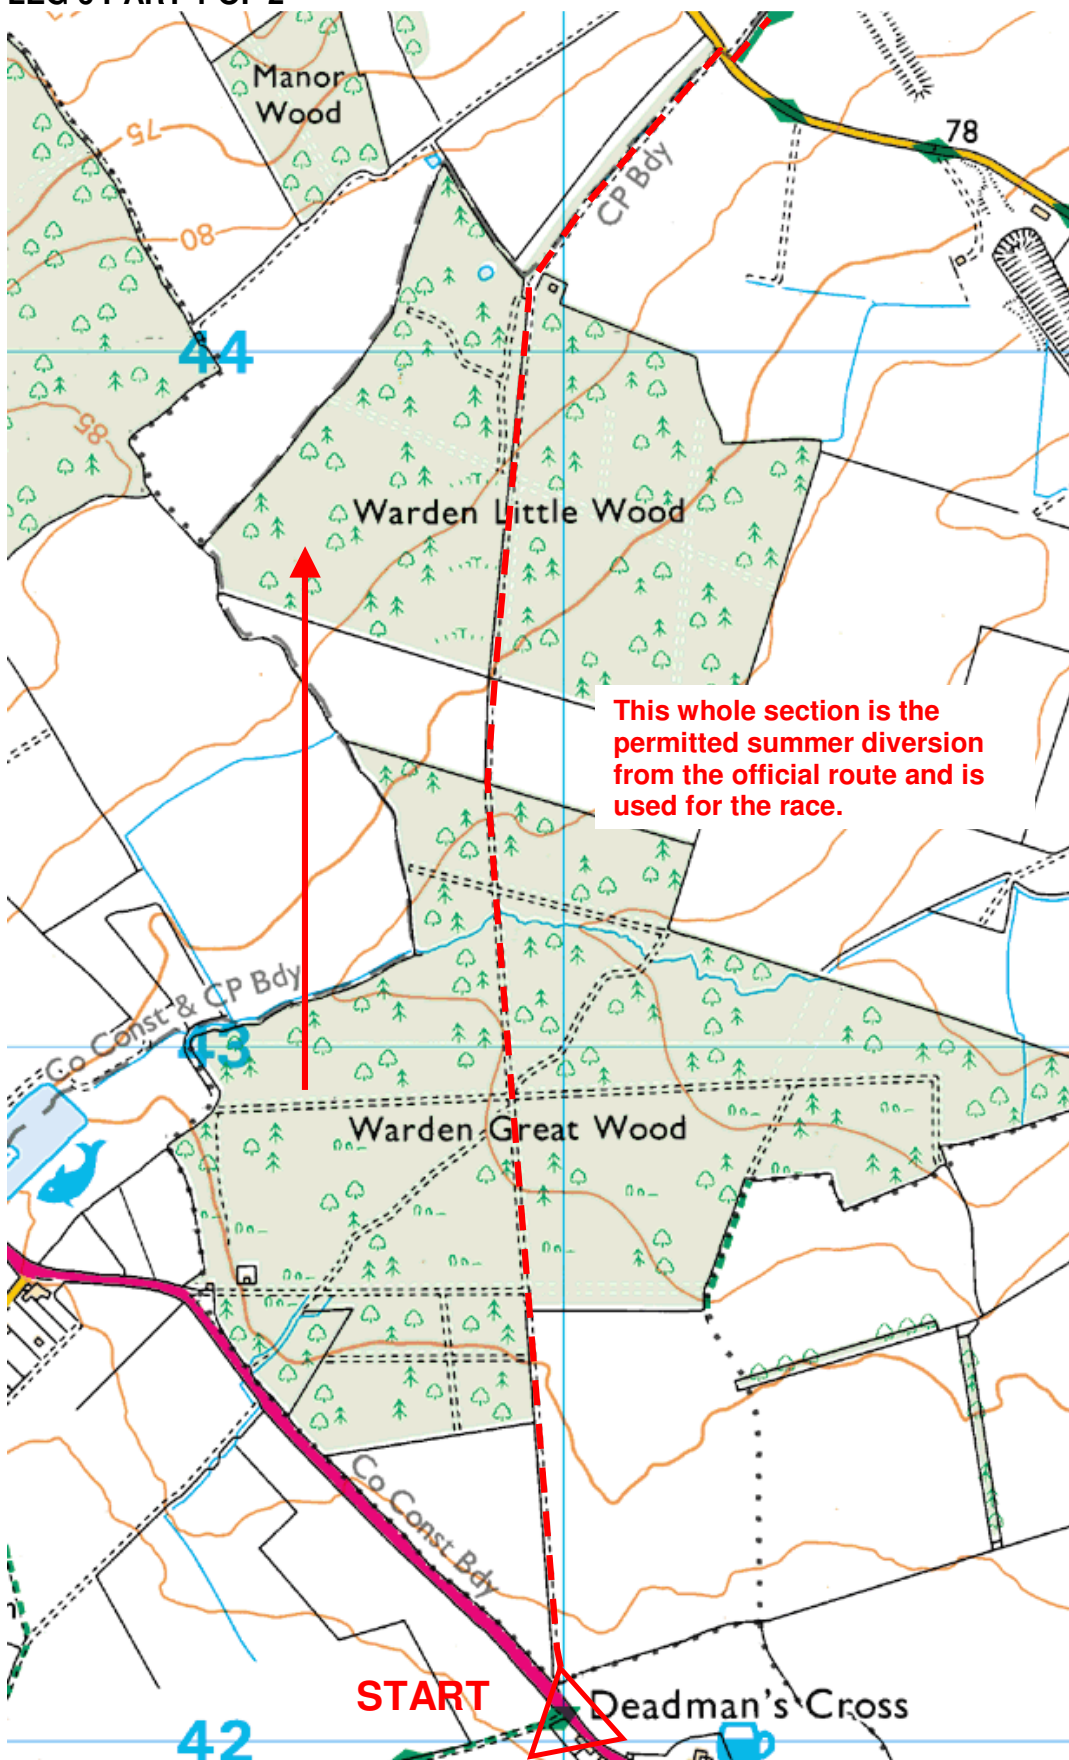 Manor
Wood
75
78
CP Bdy
80
44
85
Warden Little Wood
This whole section is the
permitted summer diversion
from the official route and is
used for the race.
Co Const & CP Bdy
43
Warden Great Wood
Co Const Bdy
START
Deadman's Cross
42